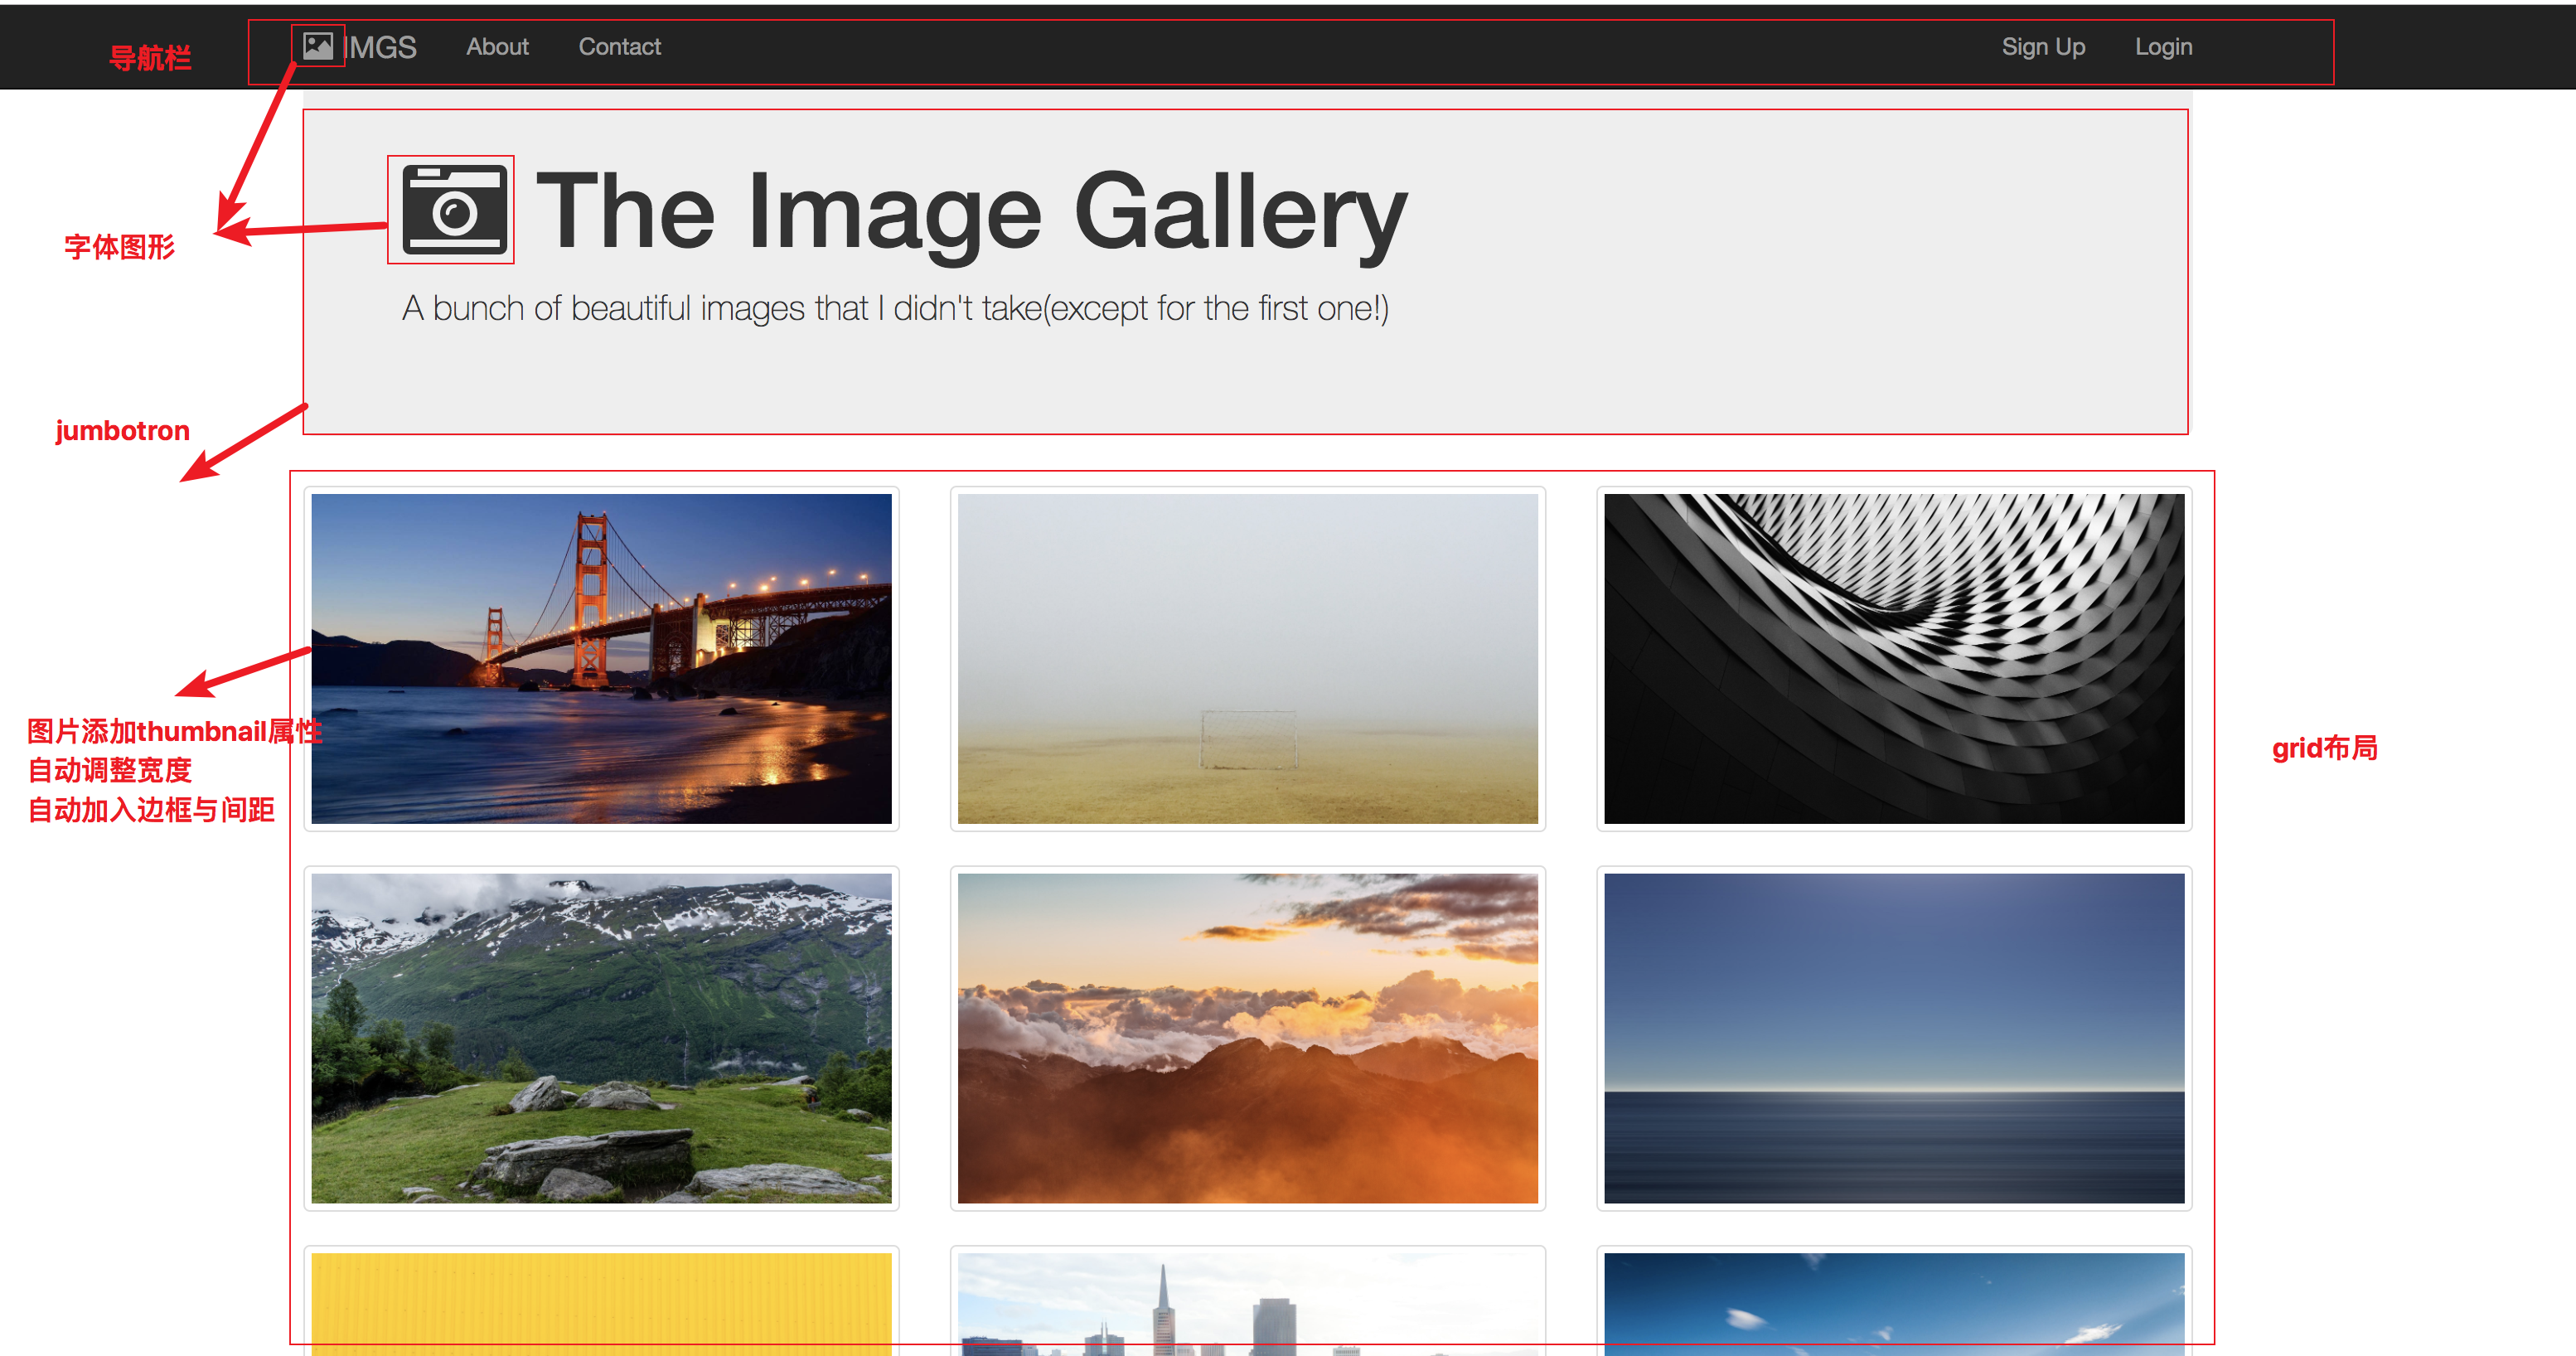 导航栏
IMGS About Contact Sign Up Login
The Image Gallery
字体图形
A bunch of beautiful images that I didn't take(except for the first one!)
jumbotron
图片添加thumbnail属性
自动调整宽度
自动加入边框与间距
grid布局